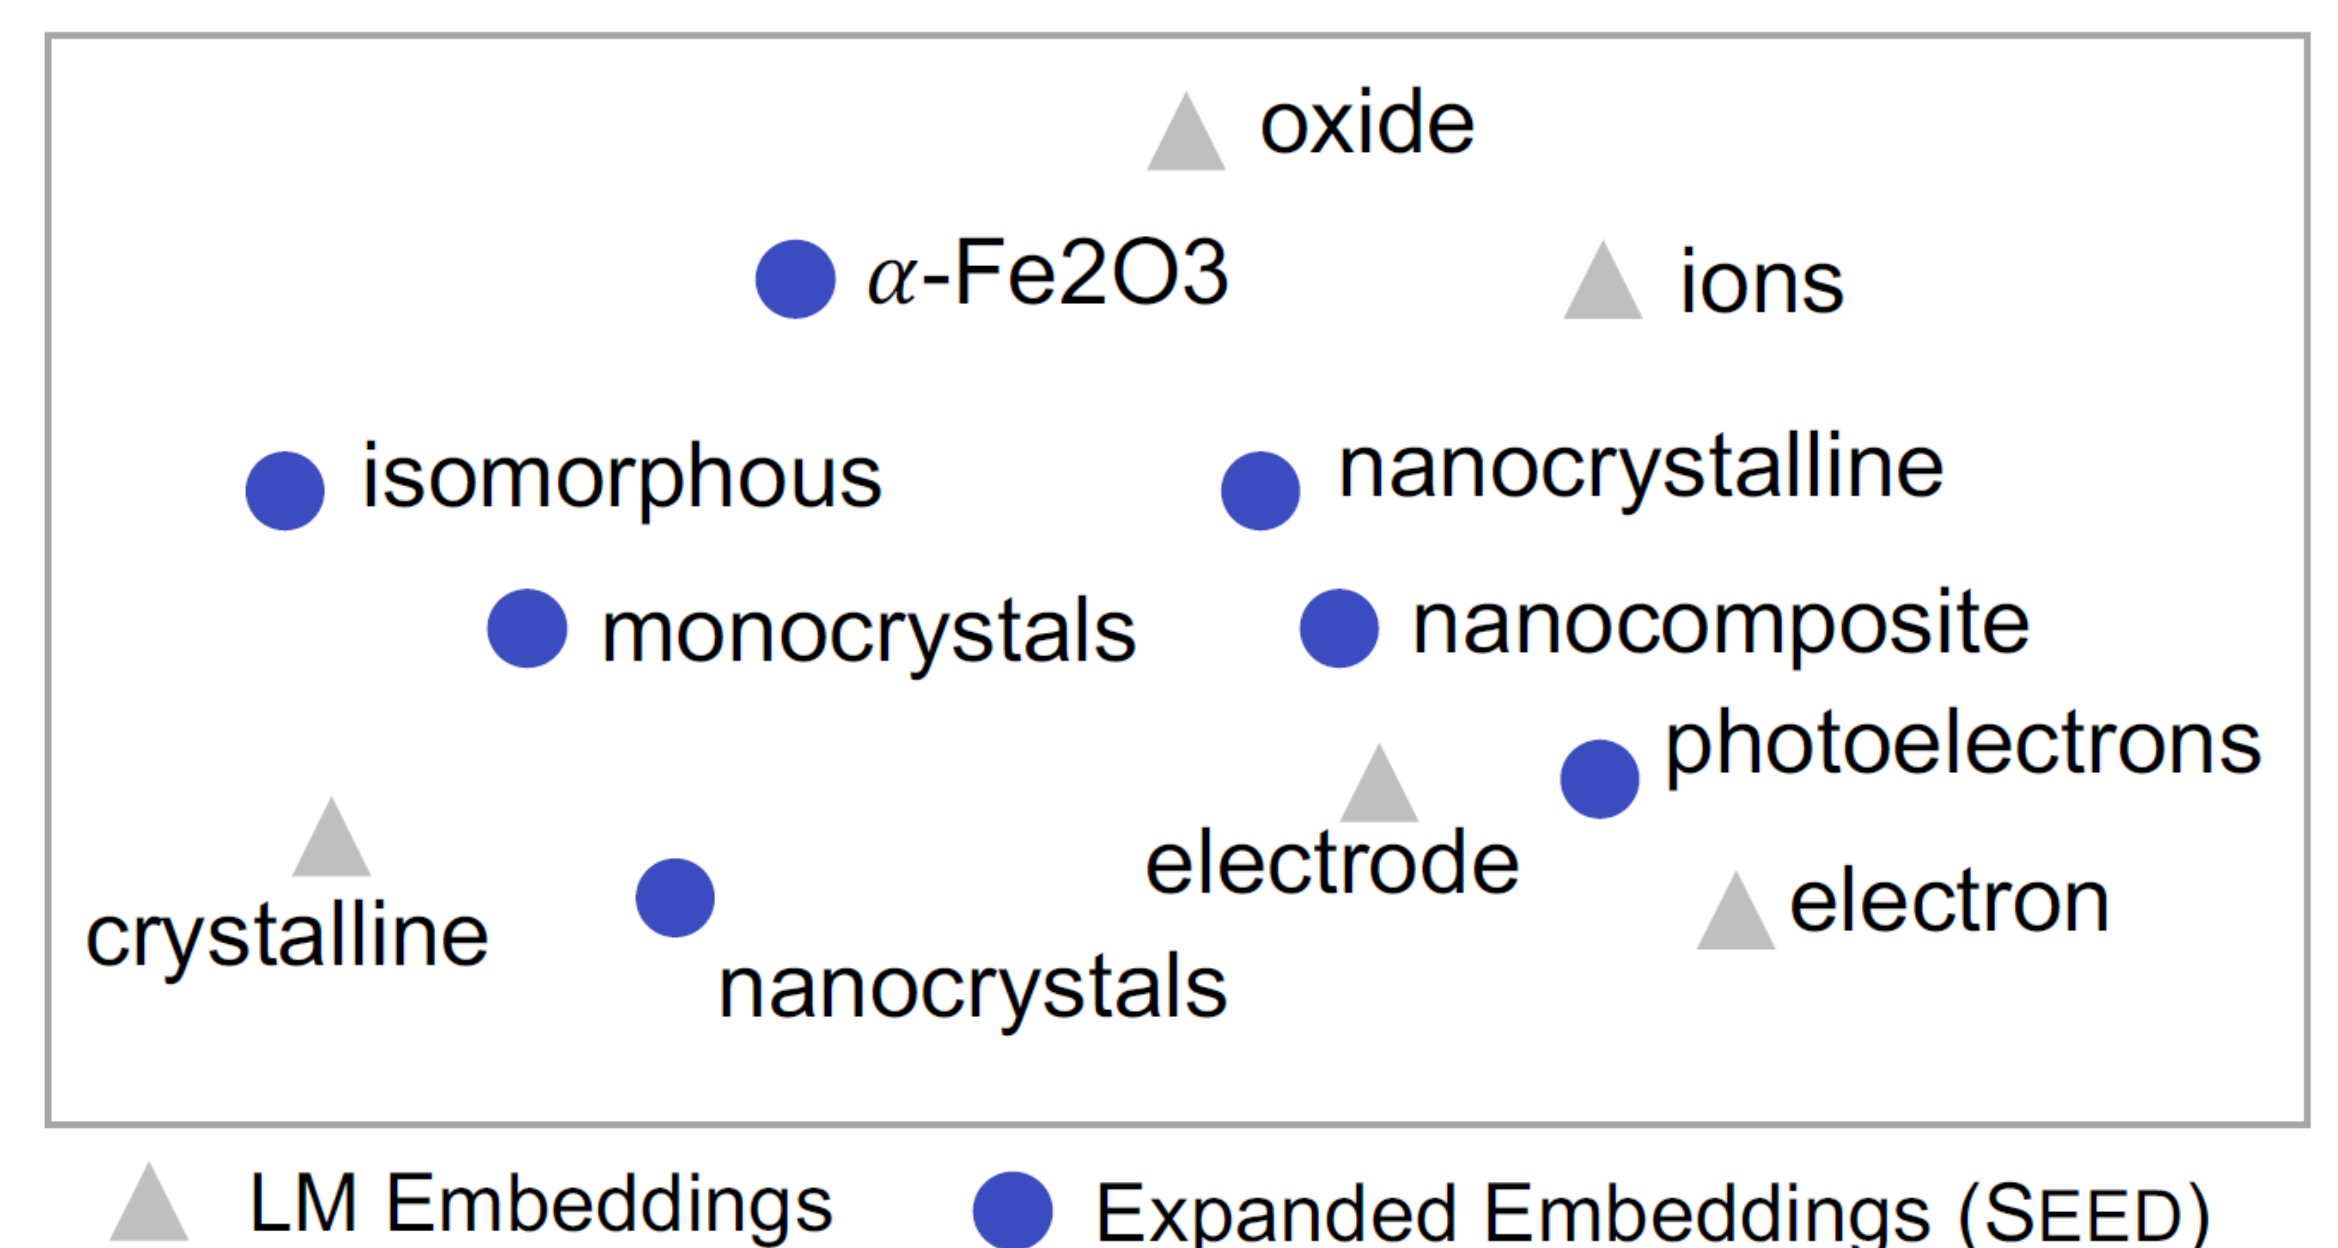 oxide
α-Fe2O3
ions
isomorphous
nanocrystalline
monocrystals
nanocomposite
photoelectrons
electrode
electron
crystalline
nanocrystals
LM Embeddings
Expanded Embeddings (SEED)